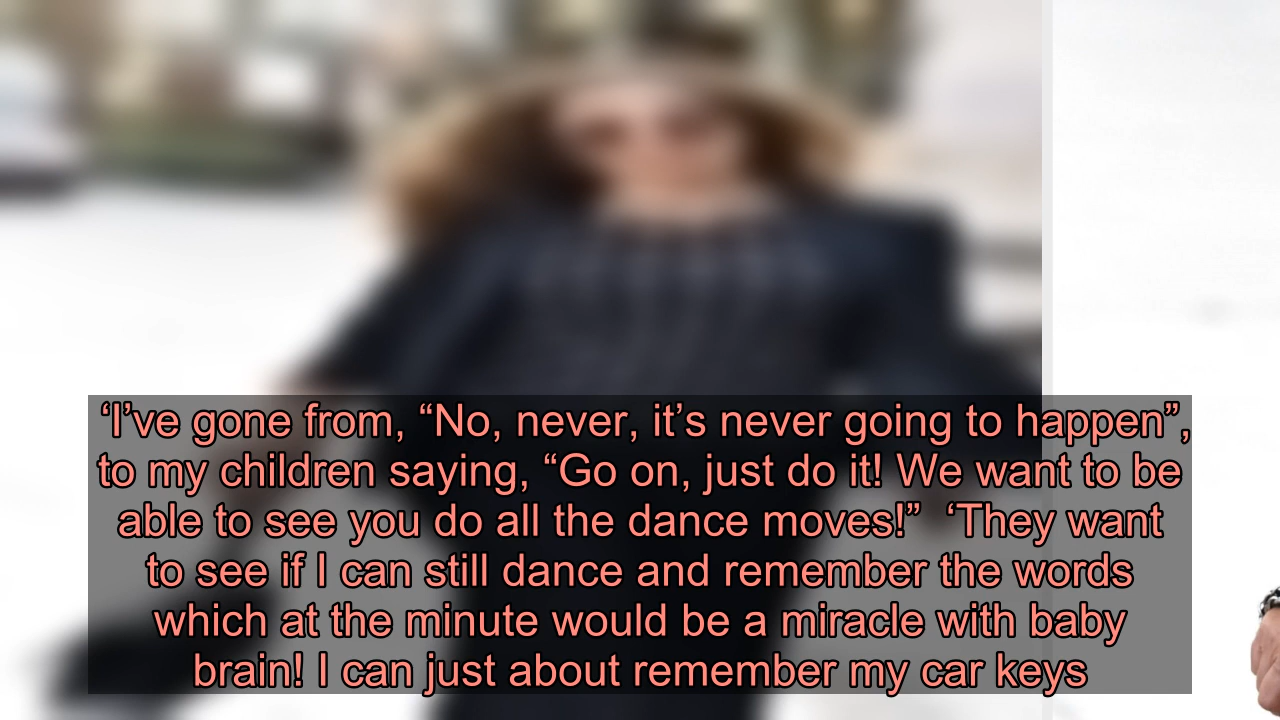 ‘I’ve gone from, “No, never, it’s never going to happen”,
to my children saying, “Go on, just do it! We want to be
able to see you do all the dance moves!”  ‘They want
to see if I can still dance and remember the words
which at the minute would be a miracle with baby
brain! I can just about remember my car keys